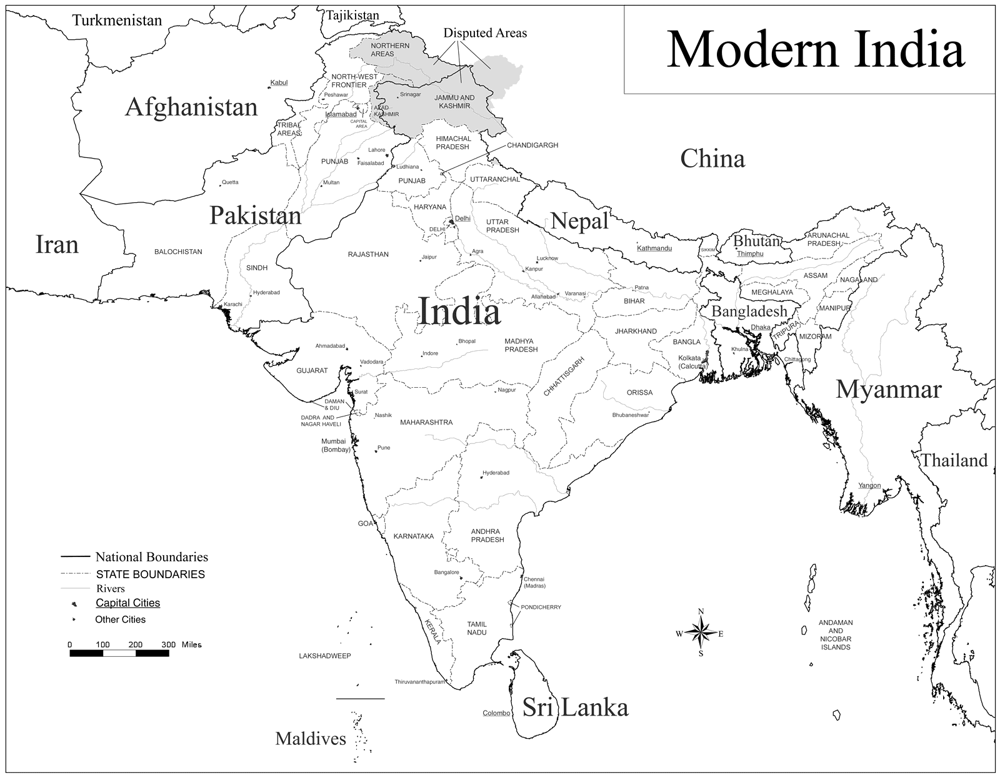 Modern India
Turkmenistan
Tajikistan
Disputed Areas
NORTHERN
AREAS
Kabul
NORTH-WEST
FRONTIER
Peshawar
Srinagar
JAMMU AND
KASHMIR
Afghanistan
Islamabad
AZAD
KASHMIR
CAPITAL
AREA
TRIBAL
AREAS
HIMACHAL
PRADESH
CHANDIGARGH
China
Lahore
PUNJAB
Faisalabad
Ludhiana
PUNJAB
UTTARANCHAL
Quetta
Multan
Pakistan
HARYANA
Delhi
DELHI
UTTAR
PRADESH
Nepal
Iran
BALOCHISTAN
RAJASTHAN
Jaipur
Agra
Lucknow
Kanpur
Kathmandu
SIKKIM
Bhutan
Thimphu
ARUNACHAL
PRADESH
SINDH
Hyderabad
Karachi
ASSAM
NAGALAND
MEGHALAYA
MANIPUR
Allahabad
Varanasi
Patna
BIHAR
India
Bangladesh
Dhaka
TRIPURA
MIZORAM
JHARKHAND
BANGLA
Khulna
Chittagong
Kolkata
(Calcutta)
Ahmadabad
Bhopal
Indore
MADHYA
PRADESH
Vadodara
GUJARAT
CHHATTISGARH
Surat
Nagpur
ORISSA
Bhubaneshwar
Myanmar
DAMAN
& DIU
DADRA AND
NAGAR HAVELI
Nashik
MAHARASHTRA
Mumbai
(Bombay)
Pune
Hyderabad
Thailand
Yangon
GOA
KARNATAKA
ANDHRA
PRADESH
Bangalore
Chennai
(Madras)
PONDICHERRY
KERALA
TAMIL
NADU
LAKSHADWEEP
Thiruvananthapuram
Colombo
Sri Lanka
Maldives
ANDAMAN
AND
NICOBAR
ISLANDS
N
W E
S
National Boundaries
STATE BOUNDARIES
Rivers
Capital Cities
Other Cities
0 100 200 300 Miles